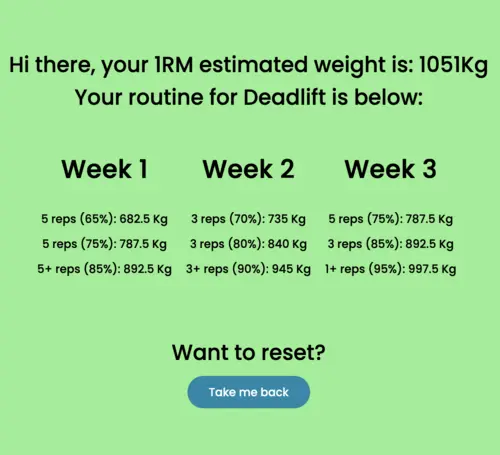 Hi there, your 1RM estimated weight is: 1051Kg
Your routine for Deadlift is below:
Week 1
5 reps (65%): 682.5 Kg
5 reps (75%): 787.5 Kg
5+ reps (85%): 892.5 Kg
Week 2
3 reps (70%): 735 Kg
3 reps (80%): 840 Kg
3+ reps (90%): 945 Kg
Week 3
5 reps (75%): 787.5 Kg
3 reps (85%): 892.5 Kg
1+ reps (95%): 997.5 Kg
Want to reset?
Take me back